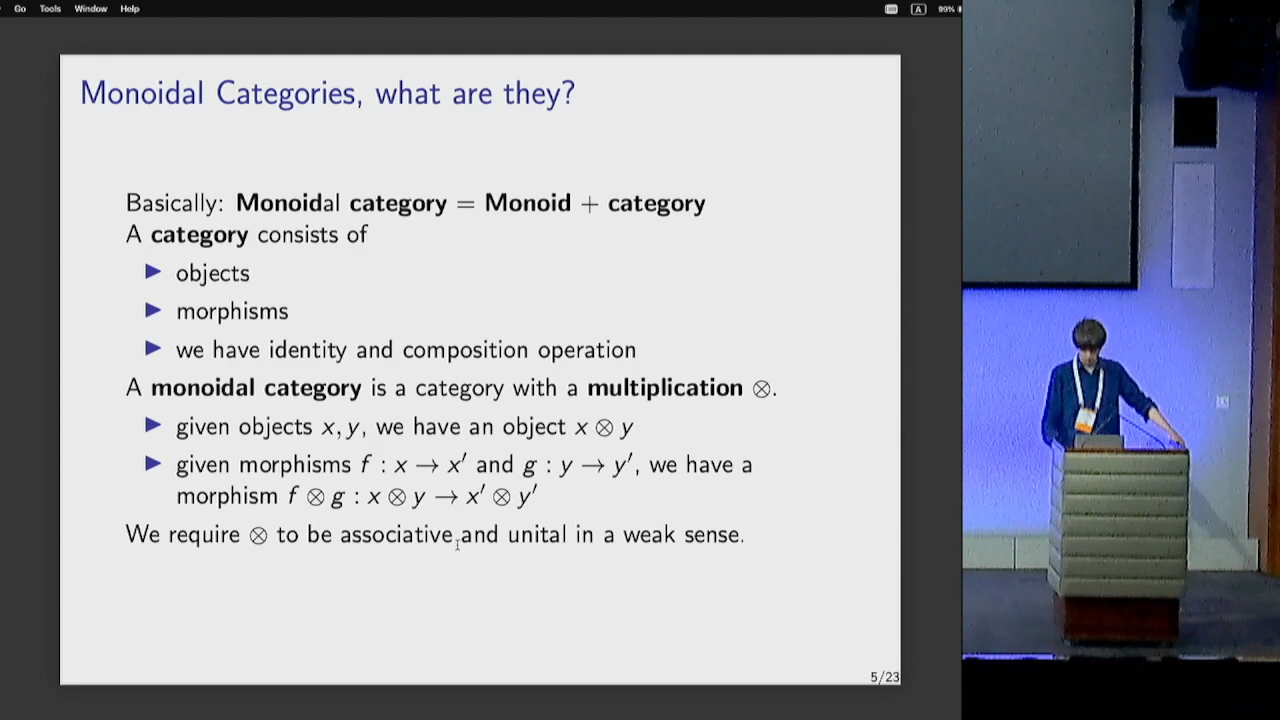 Go Tools Window Help A 99%
Monoidal Categories, what are they?
Basically: Monoidal category = Monoid + category
A category consists of
▶ objects
▶ morphisms
▶ we have identity and composition operation
A monoidal category is a category with a multiplication ⊗.
▶ given objects x, y, we have an object x ⊗ y
▶ given morphisms f : x → x′ and g : y → y′, we have a
morphism f ⊗ g : x ⊗ y → x′ ⊗ y′
We require ⊗ to be associative and unital in a weak sense.
5/23